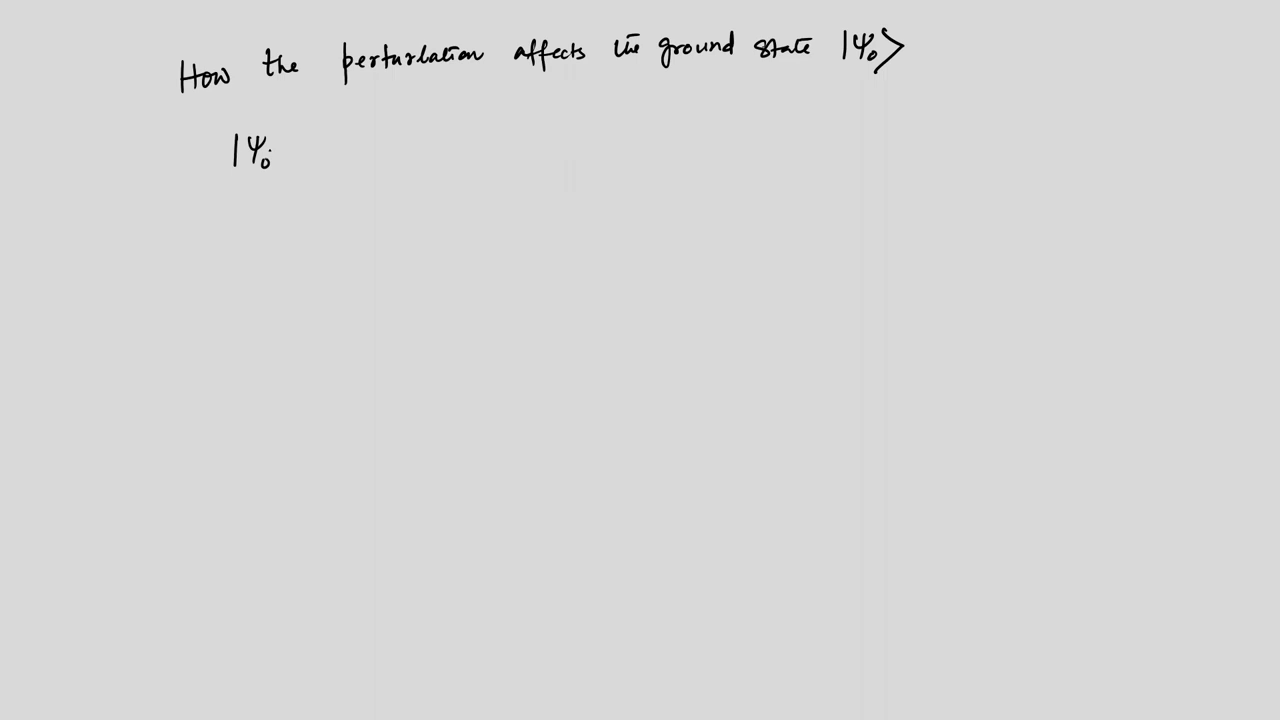 How the perturbation affects the ground state |Ψ₀⟩
|Ψ₀